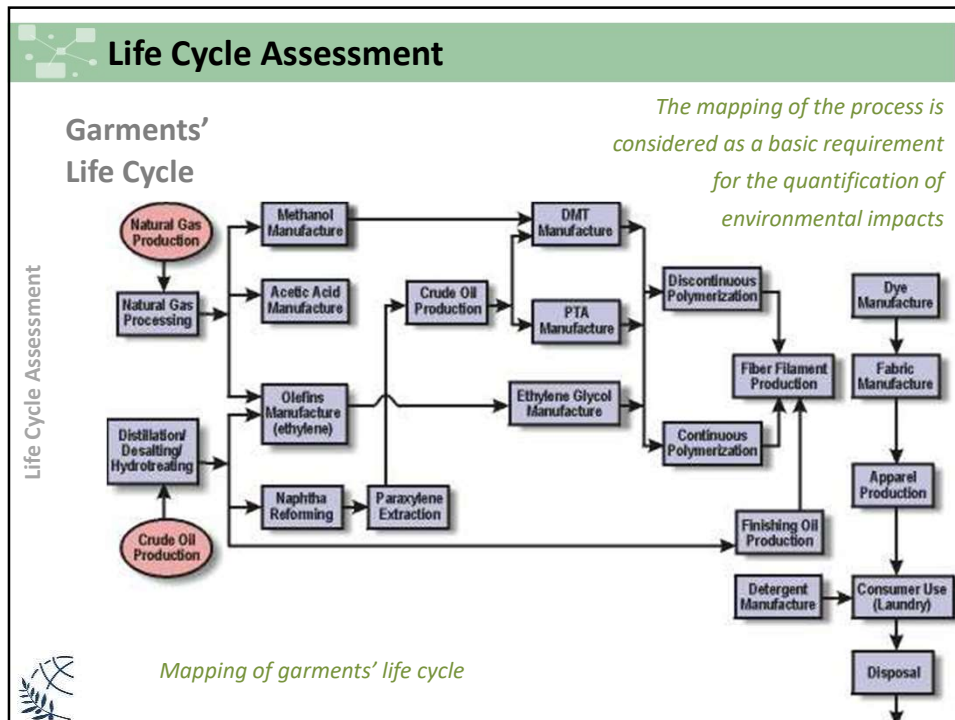 Life Cycle Assessment
Garments'
Life Cycle
The mapping of the process is
considered as a basic requirement
for the quantification of
environmental impacts
Life Cycle Assessment
Natural Gas
Production
Natural Gas
Processing
Distillation/
Desalting/
Hydrotreating
Crude Oil
Production
Methanol
Manufacture
Acetic Acid
Manufacture
Olefins
Manufacture
(ethylene)
Naphtha
Reforming
Paraxylene
Extraction
Crude Oil
Production
DMT
Manufacture
PTA
Manufacture
Ethylene Glycol
Manufacture
Discontinuous
Polymerization
Continuous
Polymerization
Fiber Filament
Production
Finishing Oil
Production
Detergent
Manufacture
Dye
Manufacture
Fabric
Manufacture
Apparel
Production
Consumer Use
(Laundry)
Disposal
Mapping of garments' life cycle